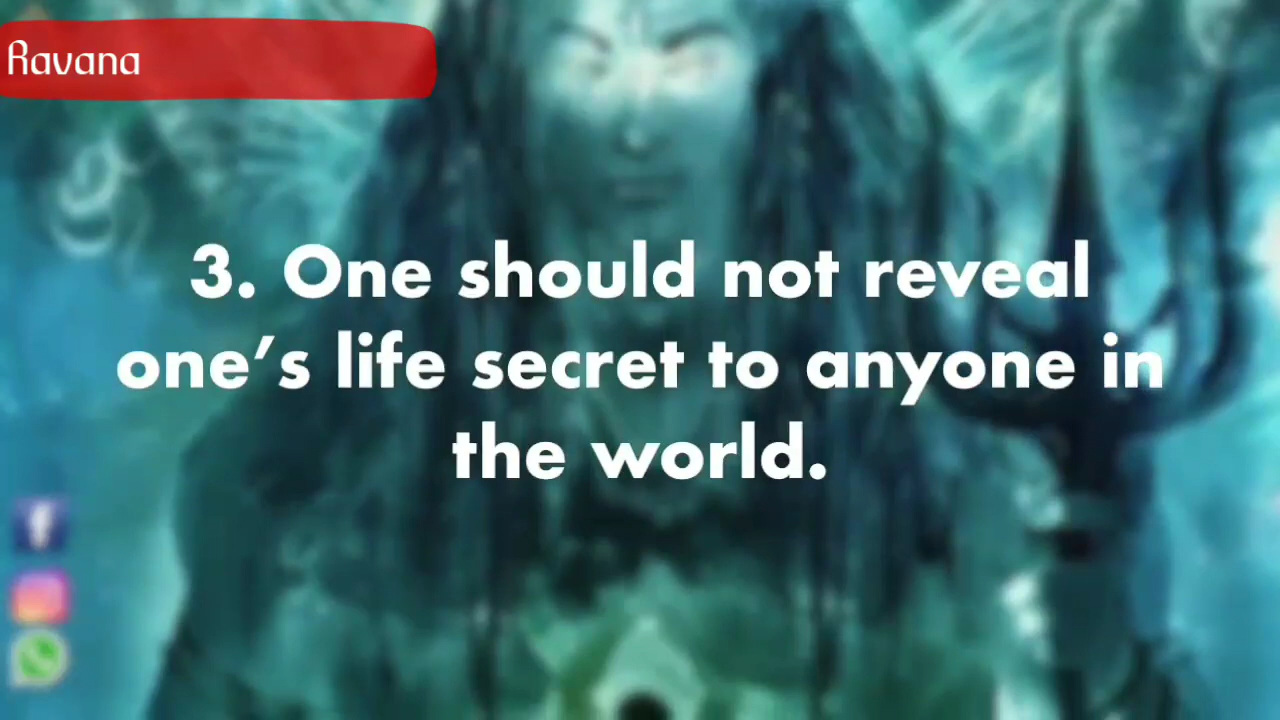 Ravana
3. One should not reveal
one’s life secret to anyone in
the world.